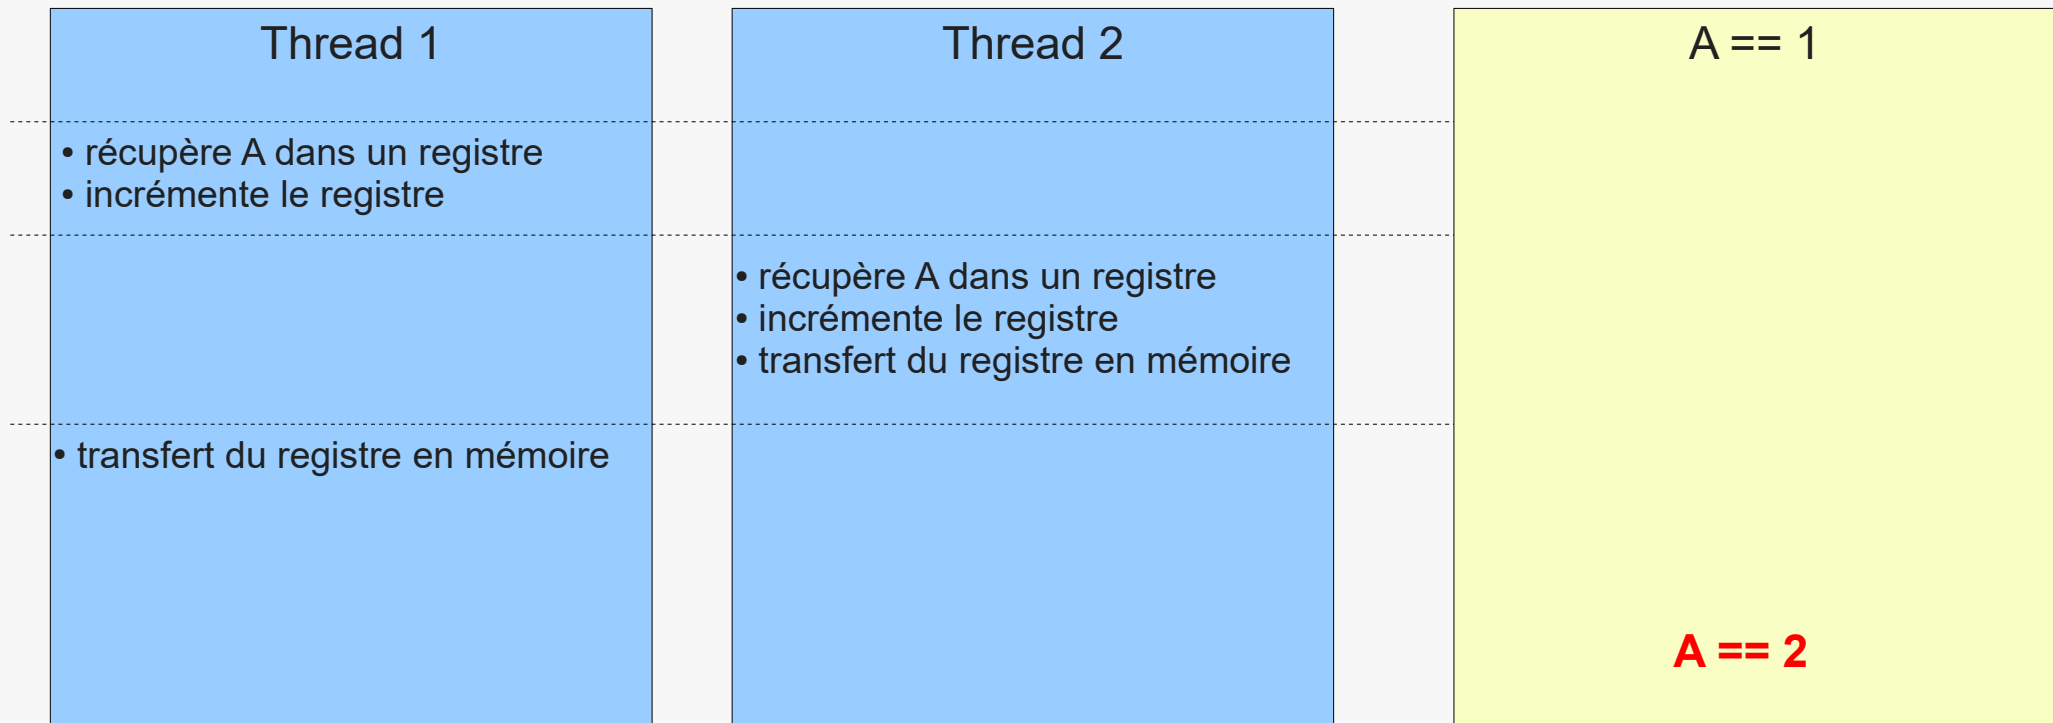 Thread 1
Thread 2
A == 1
• récupère A dans un registre
• incrémente le registre
• récupère A dans un registre
• incrémente le registre
• transfert du registre en mémoire
• transfert du registre en mémoire
A == 2